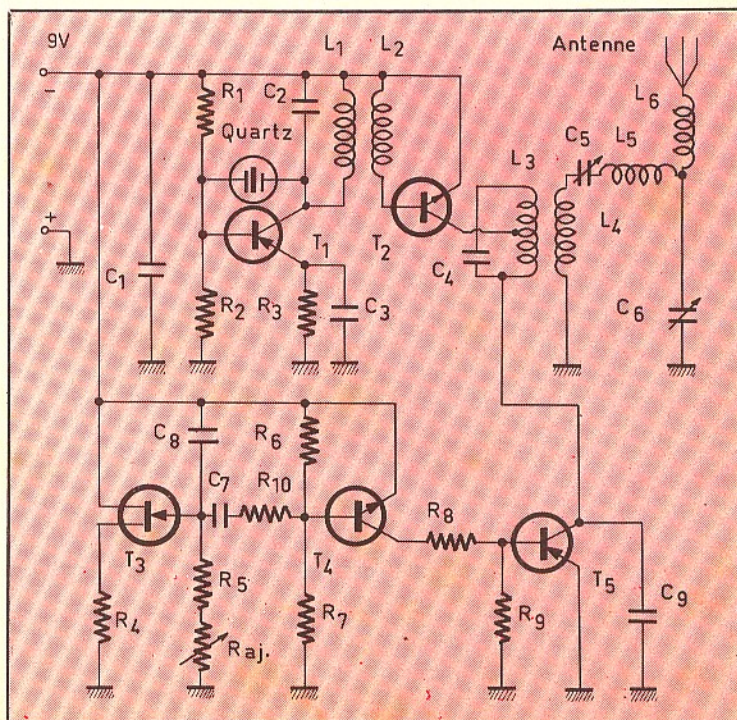 9V
-
+
Antenne
L1
L2
L3
L4
L5
L6
R1
C2
Quartz
C5
T1
T2
C1
C4
R2
R3
C3
C6
C8
R6
C7
R10
R8
T3
R5
T4
T5
C9
R4
R7
R9
Raj.